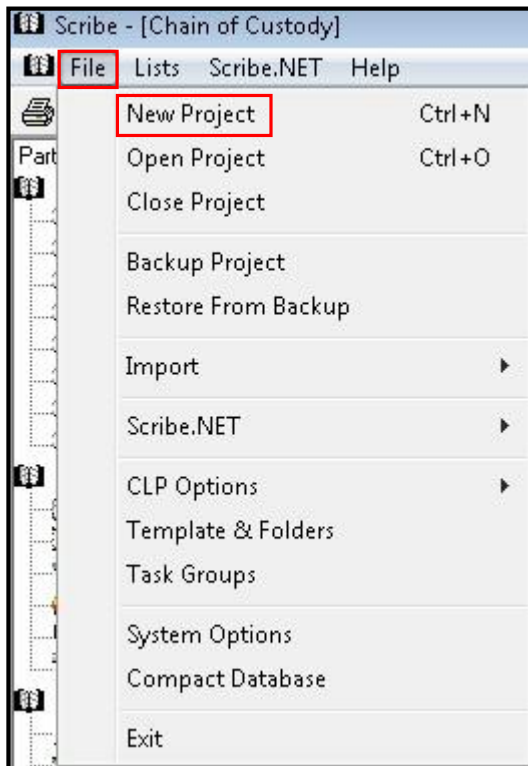 Scribe - [Chain of Custody]
File Lists Scribe.NET Help
New Project Ctrl+N
Part
Open Project Ctrl+O
Close Project
Backup Project
Restore From Backup
Import
Scribe.NET
CLP Options
Template & Folders
Task Groups
System Options
Compact Database
Exit